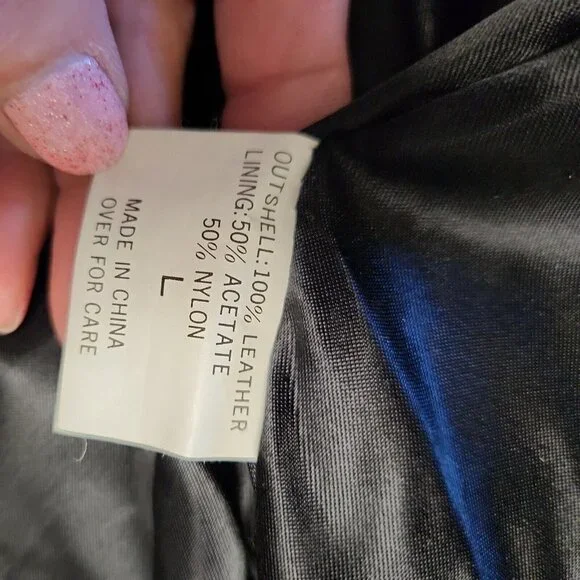 OUTSHELL:100% LEATHER
LINING:50% ACETATE
50% NYLON
L
MADE IN CHINA
OVER FOR CARE